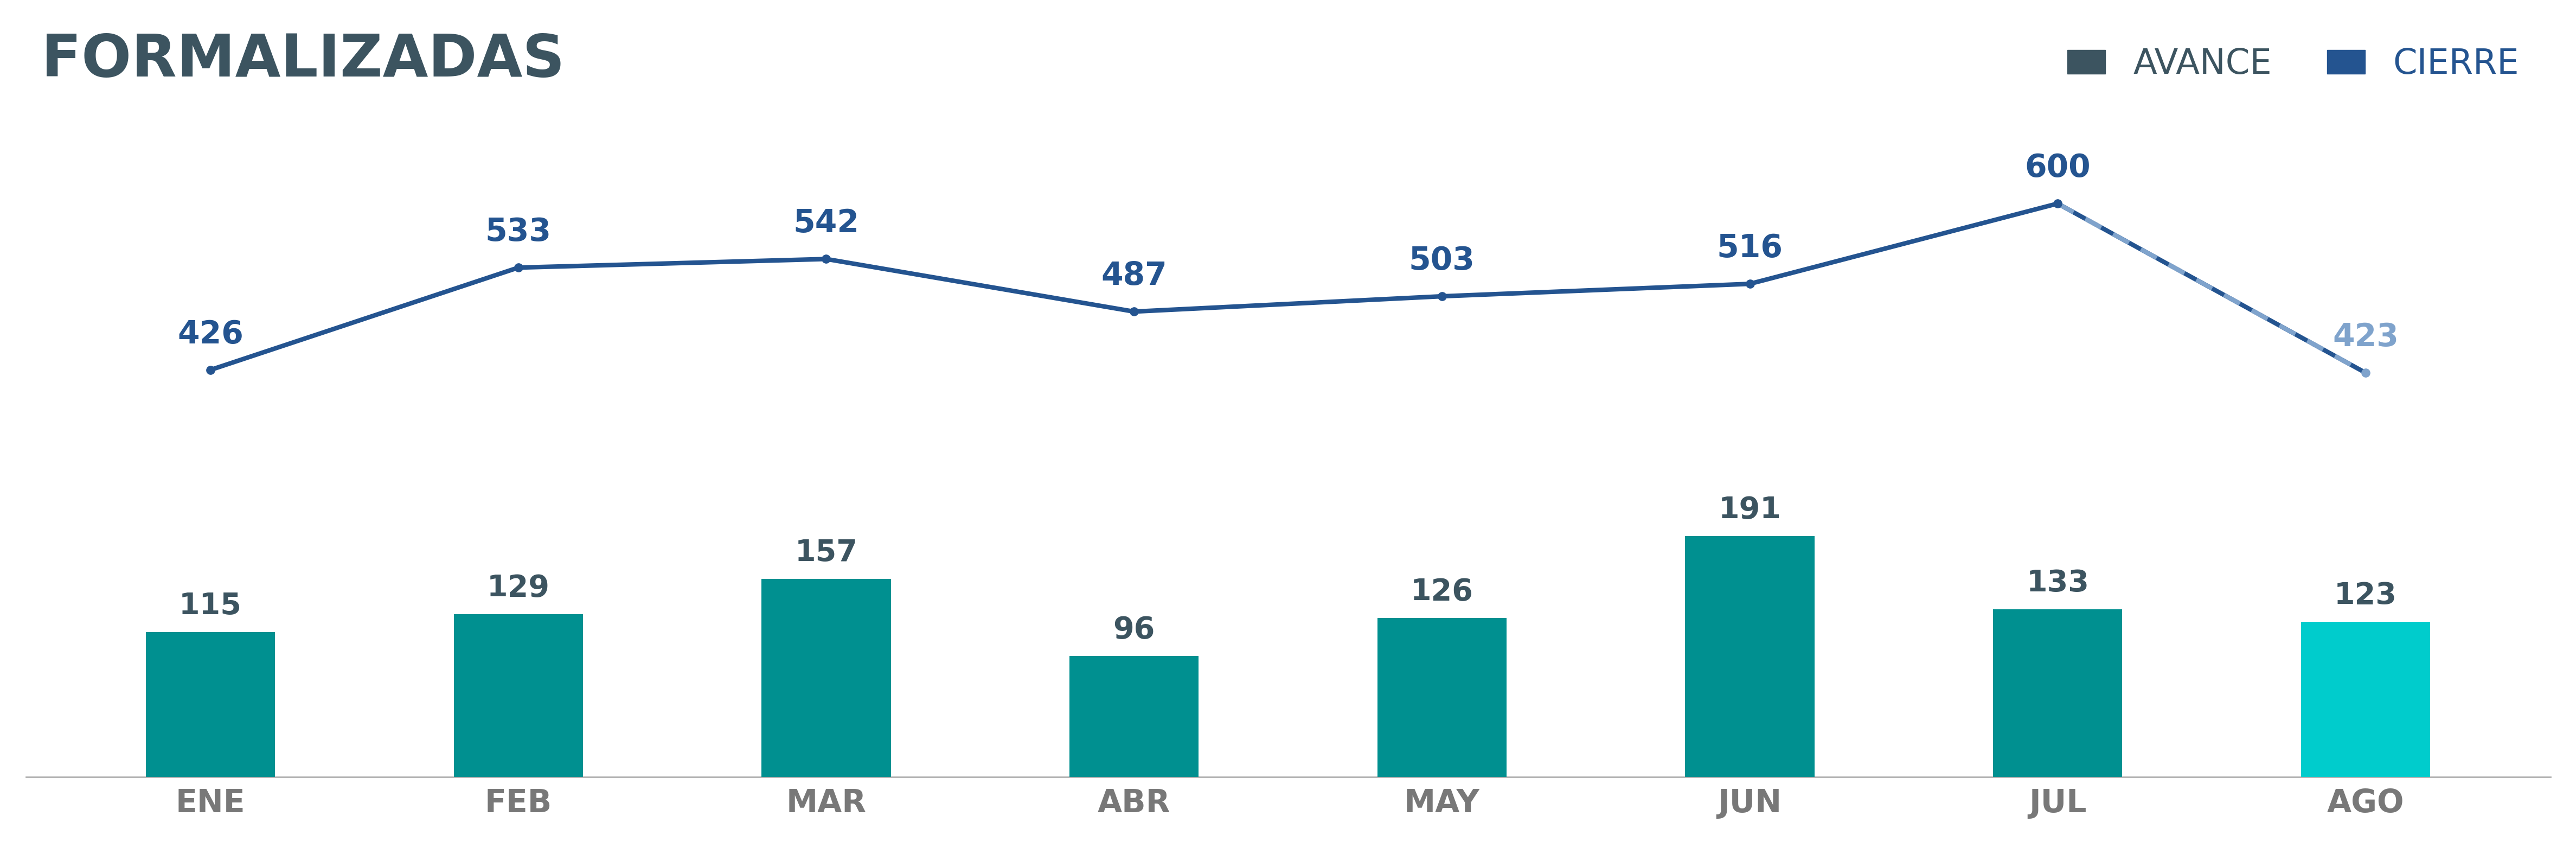 FORMALIZADAS
AVANCE CIERRE
426 533 542 487 503 516 600 423
115 129 157 96 126 191 133 123
ENE FEB MAR ABR MAY JUN JUL AGO